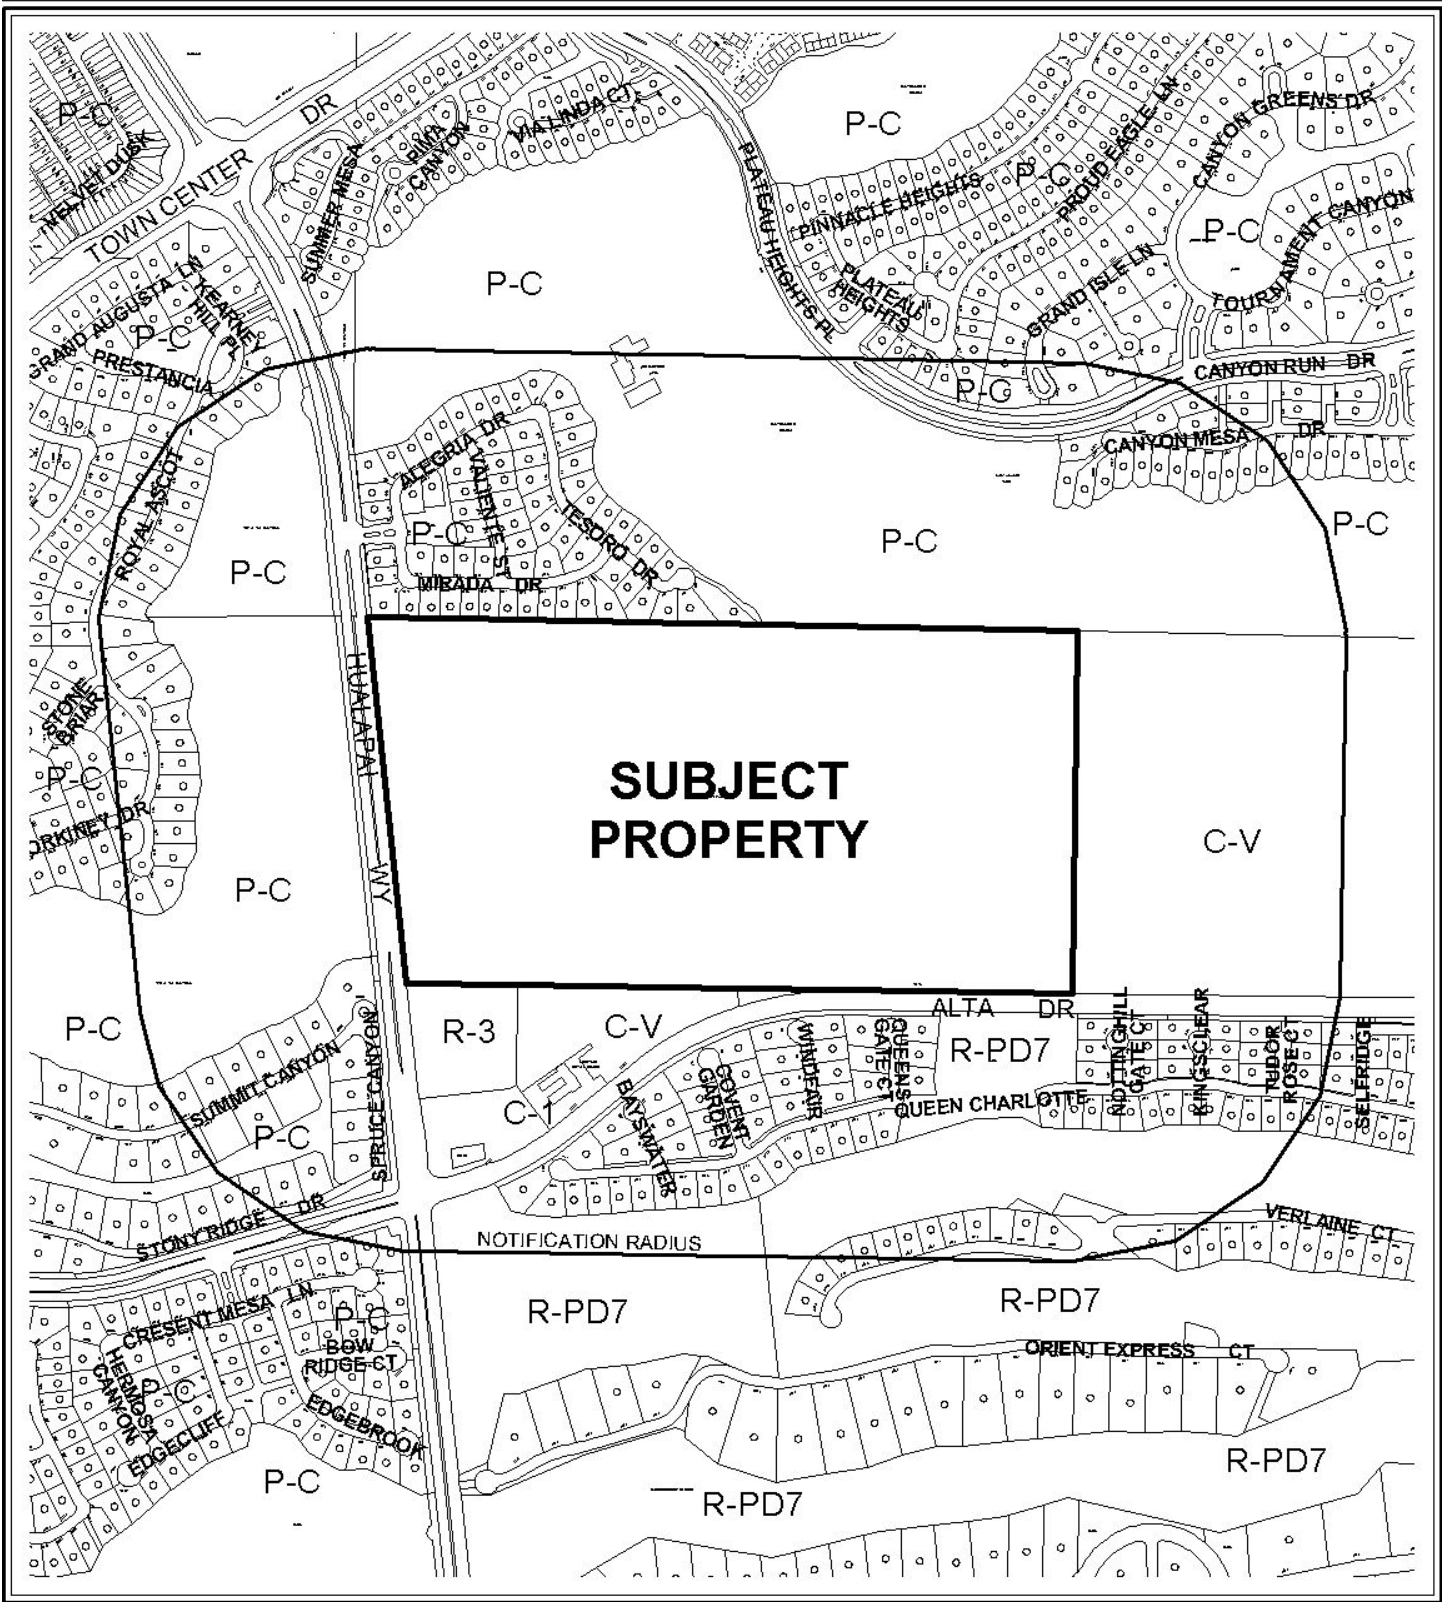 P-C
DR
VIA LINDA CT
P-C
PIMA
CANYON
CANYON GREENS DR
TOWN CENTER
SUMMER MESA
PLATEAU HEIGHTS PL
PINNACLE HEIGHTS
P-C
PROUD EAGLE LN
P-C
TOURNAMENT CANYON
GRAND AUGUSTA LN
KEARNEY
HILL PL
P-C
P-C
PLATEAU
HEIGHTS
GRAND ISLE LN
PRESTANCIA
P-C
CANYON RUN DR
ROYAL ASCOT
ALEGRIA DR
VALIENTE ST
CANYON MESA DR
P-C
TESORO DR
P-C
P-C
P-C
MIRADA DR
HUALAPAI WY
STONE
BRIAR
P-C
SUBJECT
PROPERTY
ORKINEY DR
C-V
P-C
P-C
R-3
C-V
ALTA DR
R-PD7
SUMMIT CANYON
SPRUCE CANYON
P-C
C-1
BAYSWATER
COVENT
GARDEN
WINDFAIR
QUEENS
GATE ST
QUEEN CHARLOTTE
NOTTINGHILL
GATE CT
KINGSCLEAR
TUDOR
ROSE CT
SELFRIDGE
STONY RIDGE DR
NOTIFICATION RADIUS
VERLAINE CT
CRESENT MESA LN
P-C
R-PD7
R-PD7
BOW
RIDGE CT
ORIENT EXPRESS CT
HERMOSA
CANYON
P-C
EDGECLIFF
EDGEBROOK
P-C
R-PD7
R-PD7